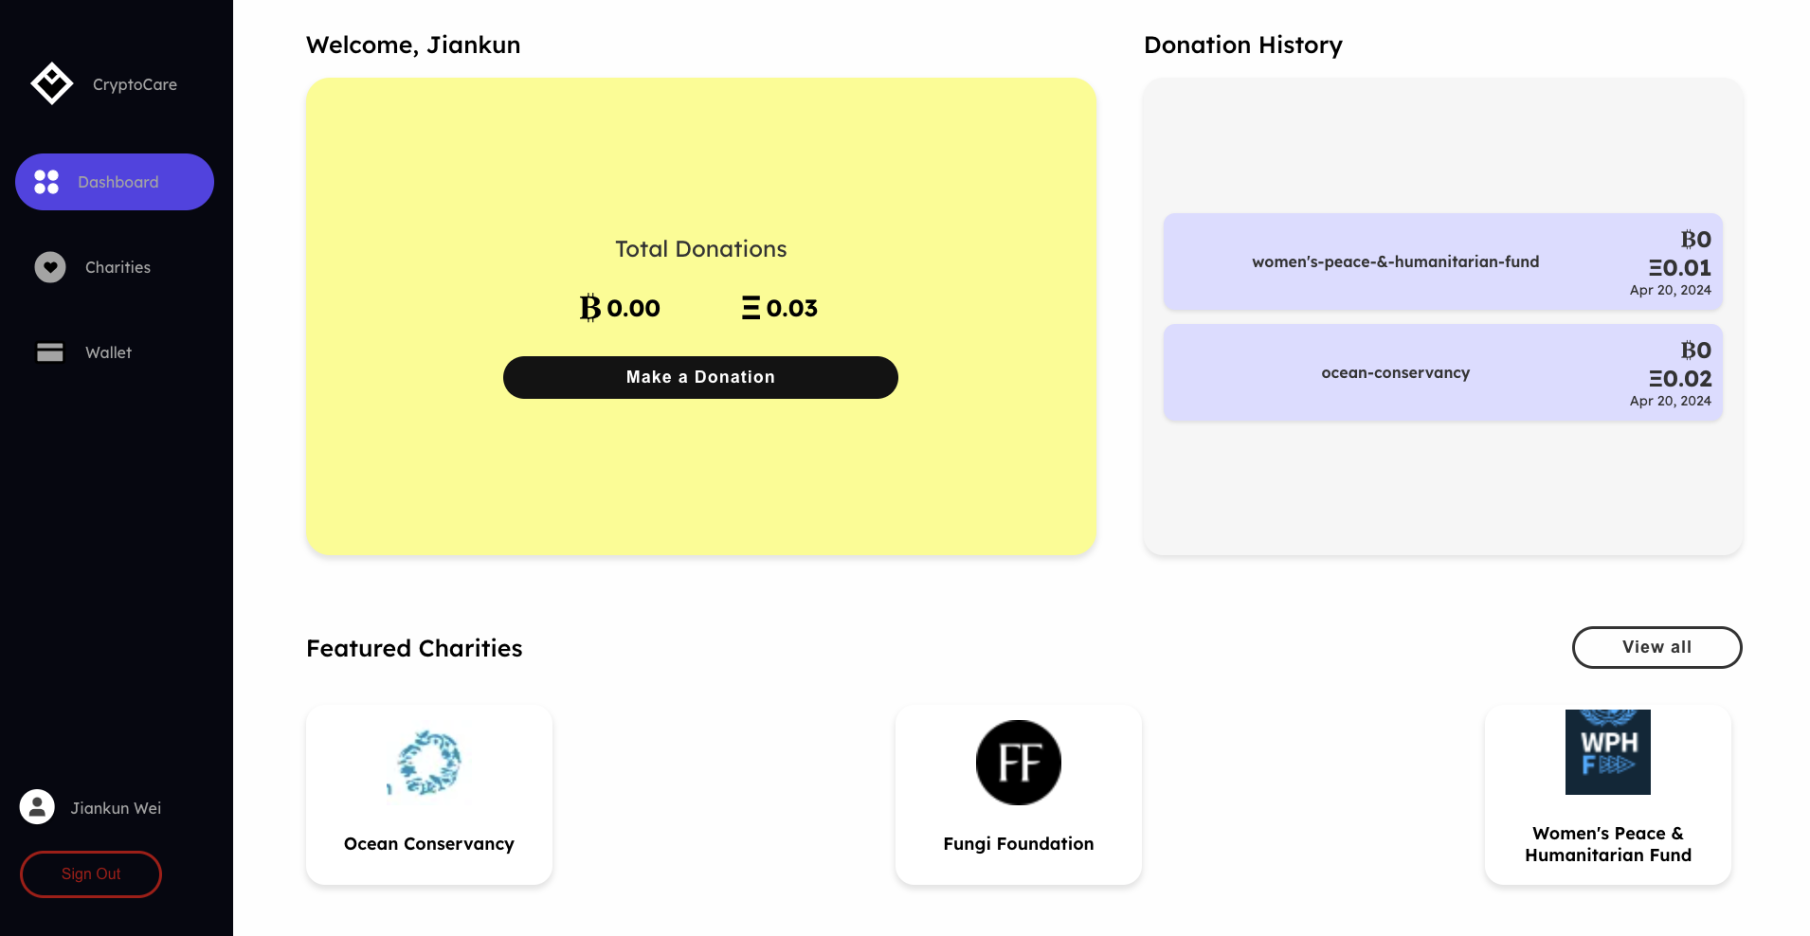 CryptoCare
Dashboard
Charities
Wallet
Jiankun Wei
Sign Out
Welcome, Jiankun
Total Donations
₿ 0.00 Ξ 0.03
Make a Donation
Donation History
women's-peace-&-humanitarian-fund
₿0
Ξ0.01
Apr 20, 2024
ocean-conservancy
₿0
Ξ0.02
Apr 20, 2024
Featured Charities
View all
Ocean Conservancy
FF
Fungi Foundation
WPH
F
Women's Peace &
Humanitarian Fund